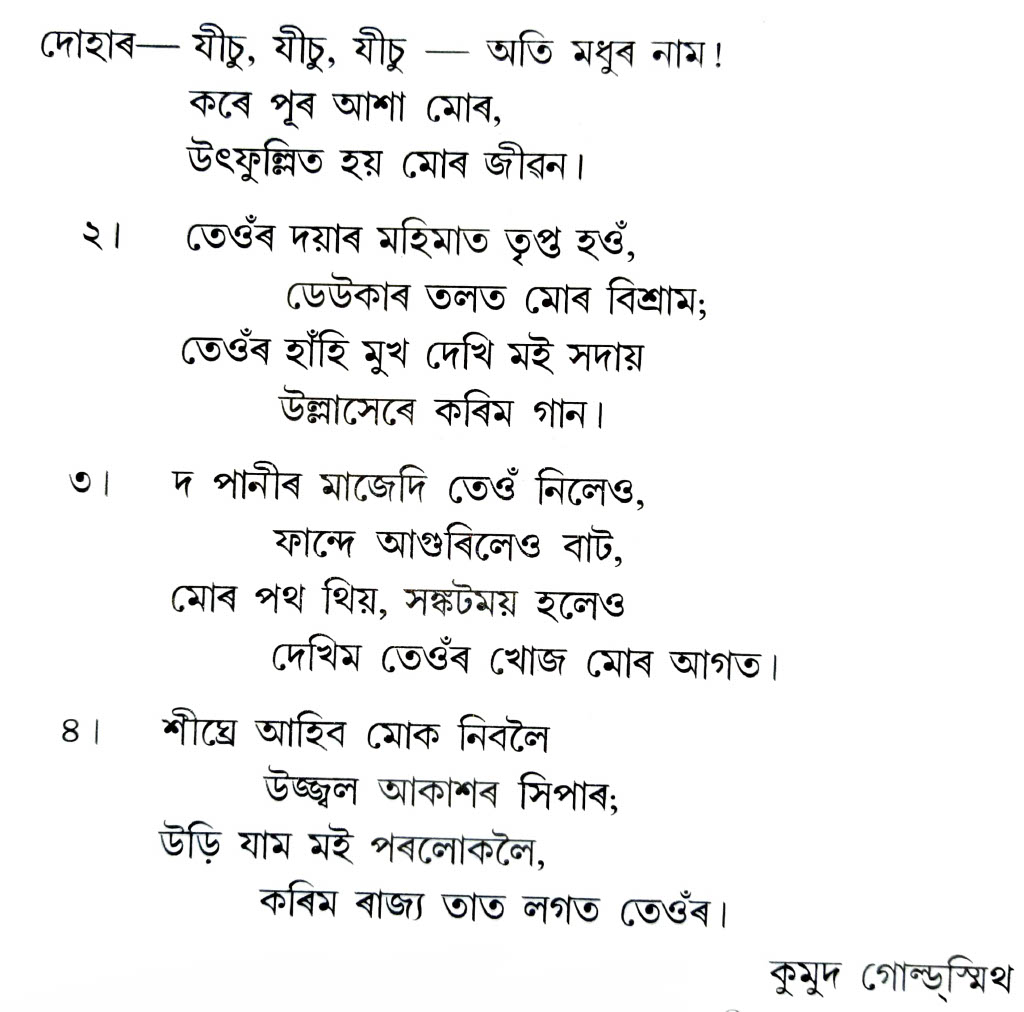 দোহাৰ— যীচু, যীচু, যীচু — অতি মধুৰ নাম!
কৰে পূৰ আশা মোৰ,
উৎফুল্লিত হয় মোৰ জীৱন।
২। তেওঁৰ দয়াৰ মহিমাত তৃপ্ত হওঁ,
ডেউকাৰ তলত মোৰ বিশ্ৰাম;
তেওঁৰ হাঁহি মুখ দেখি মই সদায়
উল্লাসেৰে কৰিম গান।
৩। দ পানীৰ মাজেদি তেওঁ নিলেও,
ফান্দে আগুৰিলেও বাট,
মোৰ পথ থিয়, সঙ্কটময় হলেও
দেখিম তেওঁৰ খোজ মোৰ আগত।
৪। শীঘ্ৰে আহিব মোক নিবলৈ
উজ্জ্বল আকাশৰ সিপাৰ;
উড়ি যাম মই পৰলোকলৈ,
কৰিম ৰাজ্য তাত লগত তেওঁৰ।
কুমুদ গোল্ড্স্মিথ